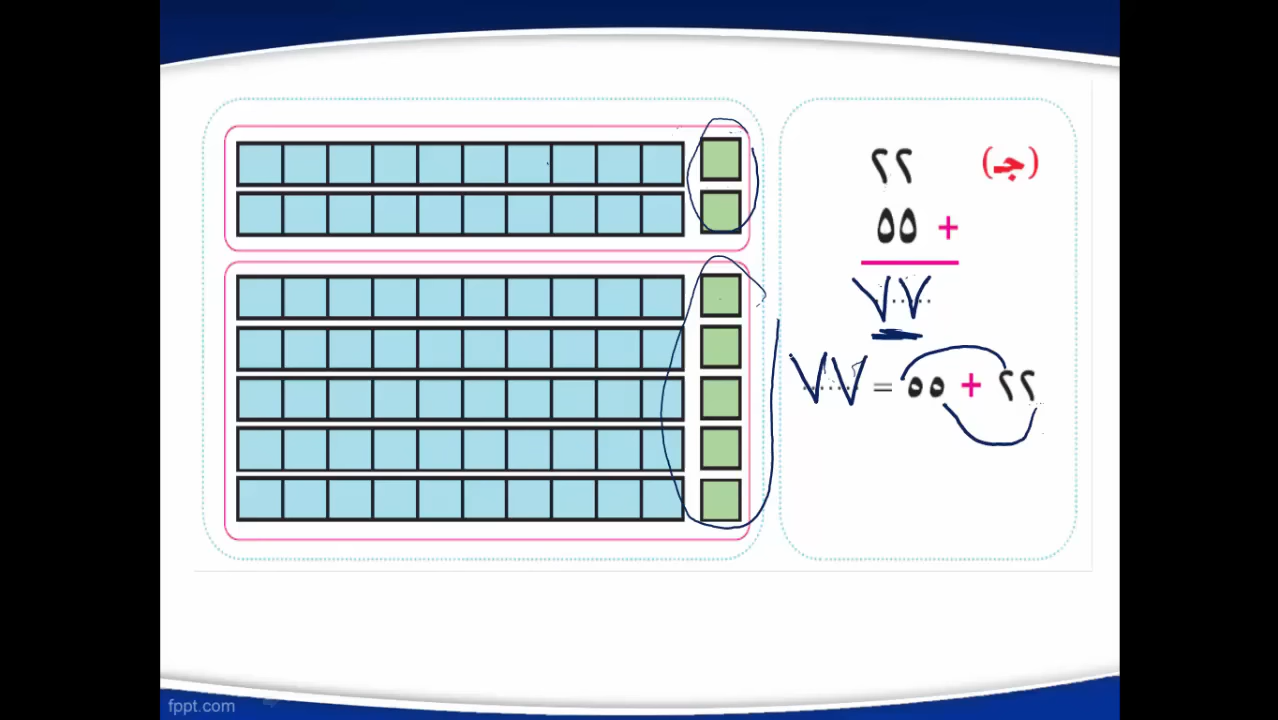 (جـ)
٢٢
+ ٥٥
٧٧
٢٢ + ٥٥ = ٧٧
fppt.com